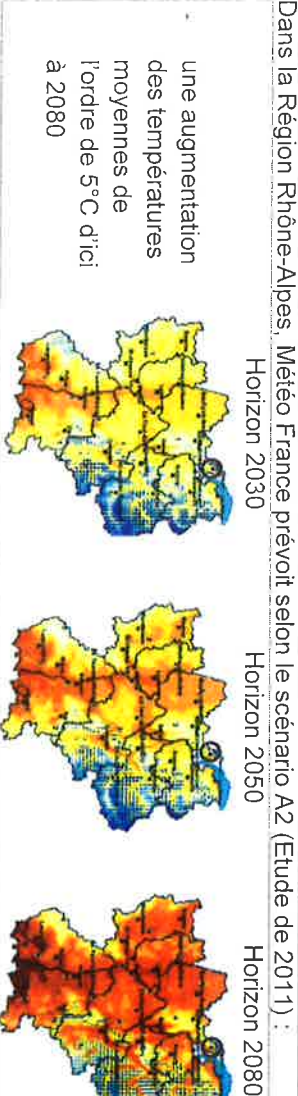 Dans la Région Rhône-Alpes, Météo France prévoit selon le scénario A2 (Etude de 2011) :
Horizon 2030
Horizon 2050
Horizon 2080
une augmentation
des températures
moyennes de
l'ordre de 5°C d'ici
à 2080